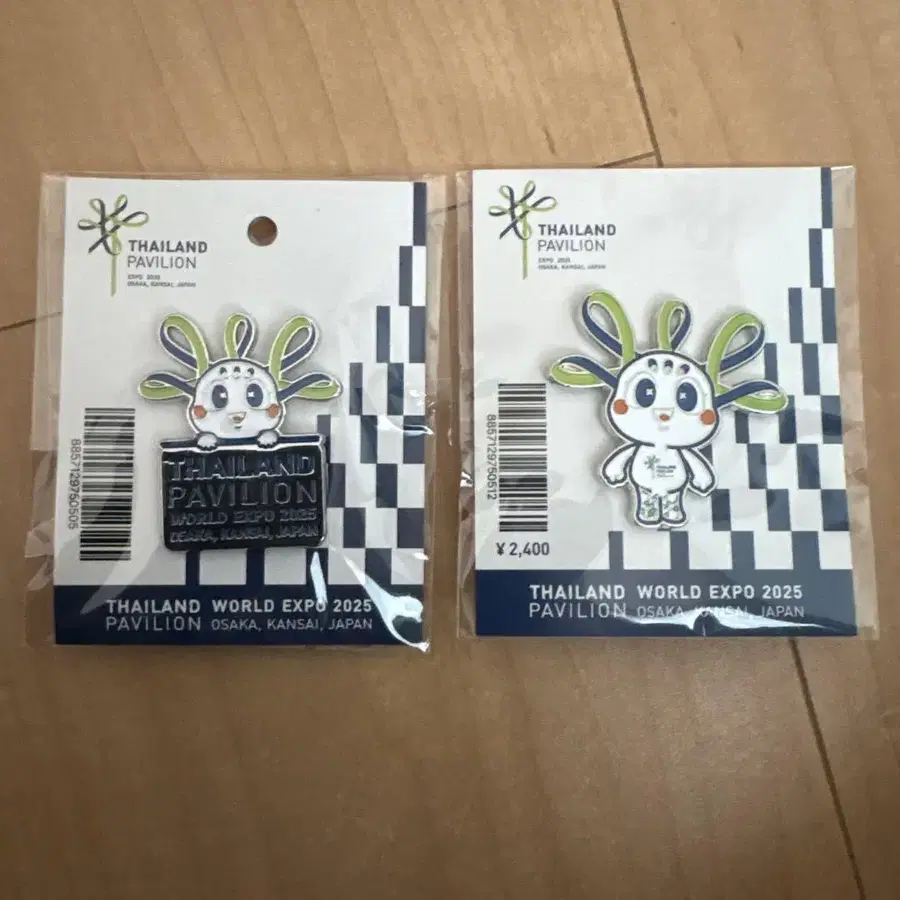 THAILAND
PAVILION
EXPO 2025
OSAKA, KANSAI, JAPAN
8857129750505
THAILAND
PAVILION
WORLD EXPO 2025
OSAKA, KANSAI, JAPAN
THAILAND WORLD EXPO 2025
PAVILION OSAKA, KANSAI, JAPAN
THAILAND
PAVILION
EXPO 2025
OSAKA, KANSAI, JAPAN
8857129750512
THAILAND
PAVILION
¥ 2,400
THAILAND WORLD EXPO 2025
PAVILION OSAKA, KANSAI, JAPAN